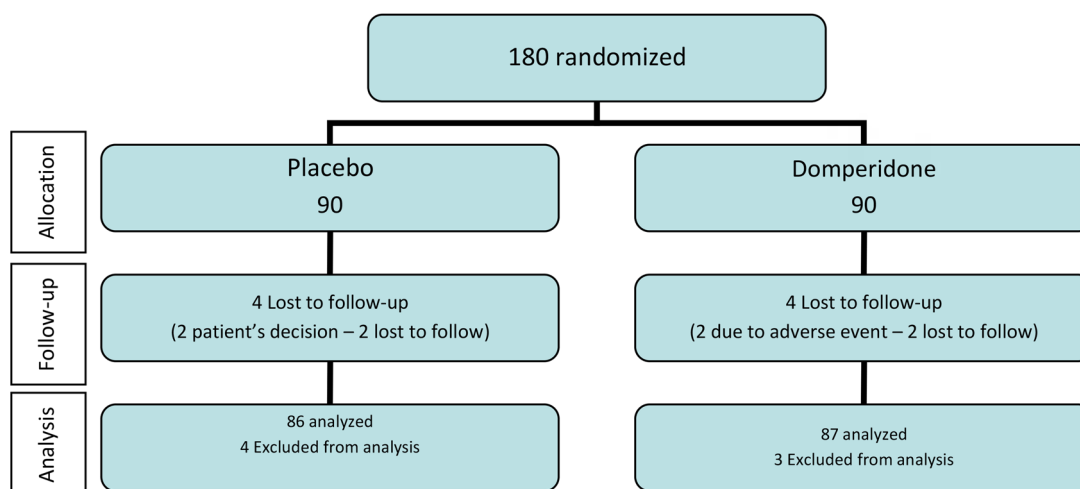 180 randomized
Allocation
Placebo
90
Domperidone
90
Follow-up
4 Lost to follow-up
(2 patient’s decision – 2 lost to follow)
4 Lost to follow-up
(2 due to adverse event – 2 lost to follow)
Analysis
86 analyzed
4 Excluded from analysis
87 analyzed
3 Excluded from analysis